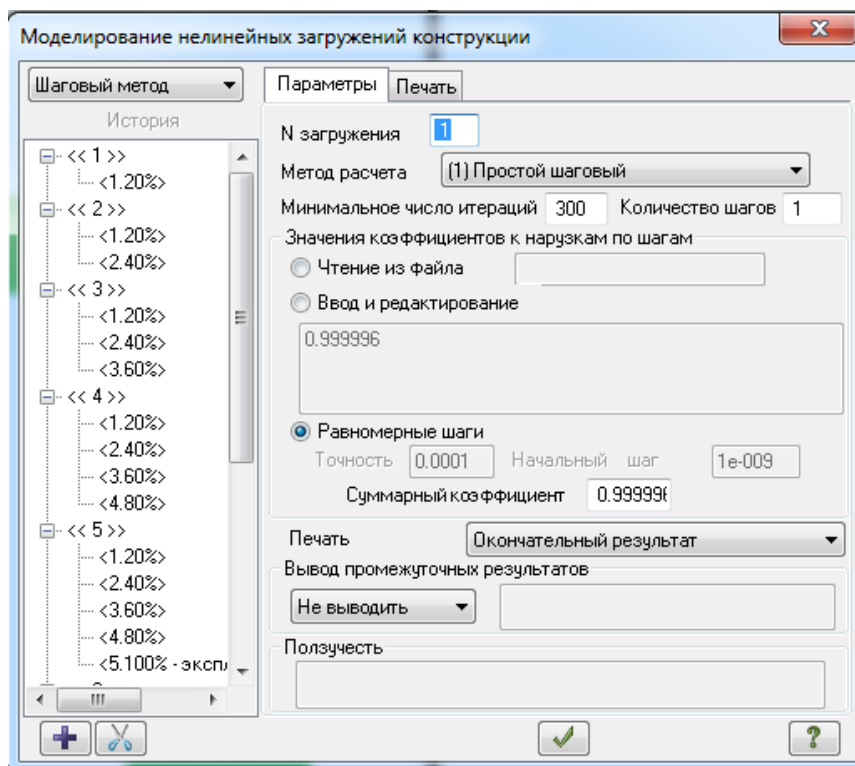 Моделирование нелинейных загружений конструкции
Шаговый метод
История
<< 1 >>
<1.20%>
<< 2 >>
<1.20%>
<2.40%>
<< 3 >>
<1.20%>
<2.40%>
<3.60%>
<< 4 >>
<1.20%>
<2.40%>
<3.60%>
<4.80%>
<< 5 >>
<1.20%>
<2.40%>
<3.60%>
<4.80%>
<5.100% - экспл
Параметры Печать
N загружения 1
Метод расчета (1) Простой шаговый
Минимальное число итераций 300 Количество шагов 1
Значения коэффициентов к нарузкам по шагам
Чтение из файла
Ввод и редактирование
0.999996
Равномерные шаги
Точность 0.0001 Начальный шаг 1e-009
Суммарный коэффициент 0.999996
Печать Окончательный результат
Вывод промежуточных результатов
Не выводить
Ползучесть